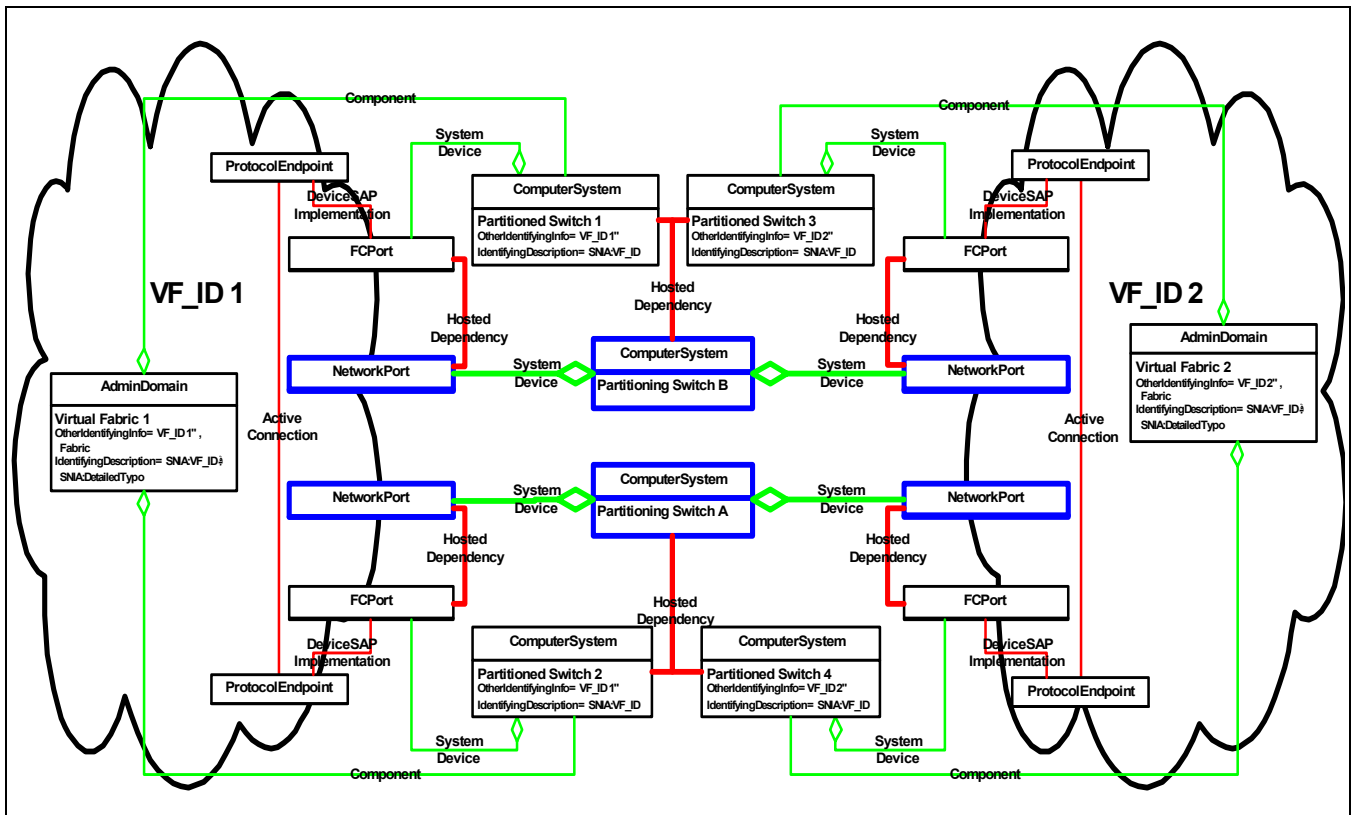 Component
Component
System
Device
System
Device
ProtocolEndpoint
ProtocolEndpoint
DeviceSAP
Implementation
DeviceSAP
Implementation
ComputerSystem
Partitioned Switch 1
OtherIdentifyingInfo= VF_ID1"
IdentifyingDescription= SNIA:VF_ID
ComputerSystem
Partitioned Switch 3
OtherIdentifyingInfo= VF_ID2"
IdentifyingDescription= SNIA:VF_ID
FCPort
FCPort
VF_ID 1
VF_ID 2
Hosted
Dependency
Hosted
Dependency
Hosted
Dependency
NetworkPort
System
Device
ComputerSystem
Partitioning Switch B
System
Device
NetworkPort
AdminDomain
Virtual Fabric 1
OtherIdentifyingInfo= VF_ID1" ,
Fabric
IdentifyingDescription= SNIA:VF_ID
SNIA:DetailedTypo
AdminDomain
Virtual Fabric 2
OtherIdentifyingInfo= VF_ID2" ,
Fabric
IdentifyingDescription= SNIA:VF_ID
SNIA:DetailedTypo
Active
Connection
Active
Connection
NetworkPort
System
Device
ComputerSystem
Partitioning Switch A
System
Device
NetworkPort
Hosted
Dependency
Hosted
Dependency
Hosted
Dependency
FCPort
FCPort
DeviceSAP
Implementation
DeviceSAP
Implementation
ProtocolEndpoint
ProtocolEndpoint
ComputerSystem
Partitioned Switch 2
OtherIdentifyingInfo= VF_ID1"
IdentifyingDescription= SNIA:VF_ID
ComputerSystem
Partitioned Switch 4
OtherIdentifyingInfo= VF_ID2"
IdentifyingDescription= SNIA:VF_ID
System
Device
System
Device
Component
Component